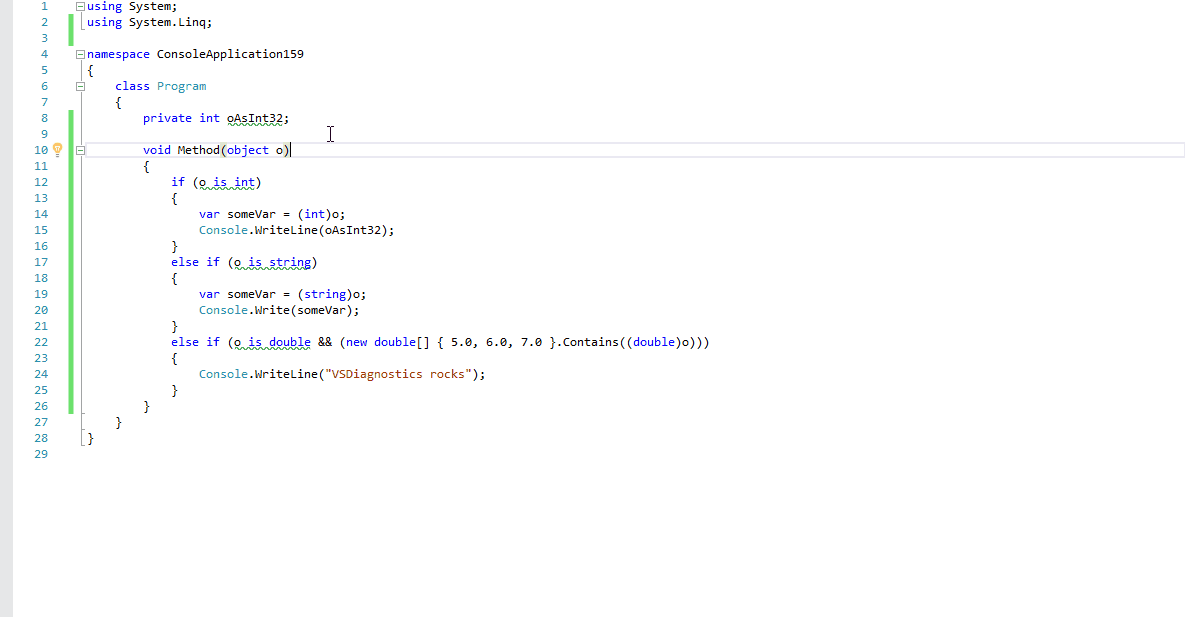 1 using System;
2 using System.Linq;
3
4 namespace ConsoleApplication159
5 {
6     class Program
7     {
8         private int oAsInt32;
9
10         void Method(object o)
11         {
12             if (o is int)
13             {
14                 var someVar = (int)o;
15                 Console.WriteLine(oAsInt32);
16             }
17             else if (o is string)
18             {
19                 var someVar = (string)o;
20                 Console.Write(someVar);
21             }
22             else if (o is double && (new double[] { 5.0, 6.0, 7.0 }.Contains((double)o)))
23             {
24                 Console.WriteLine("VSDiagnostics rocks");
25             }
26         }
27     }
28 }
29